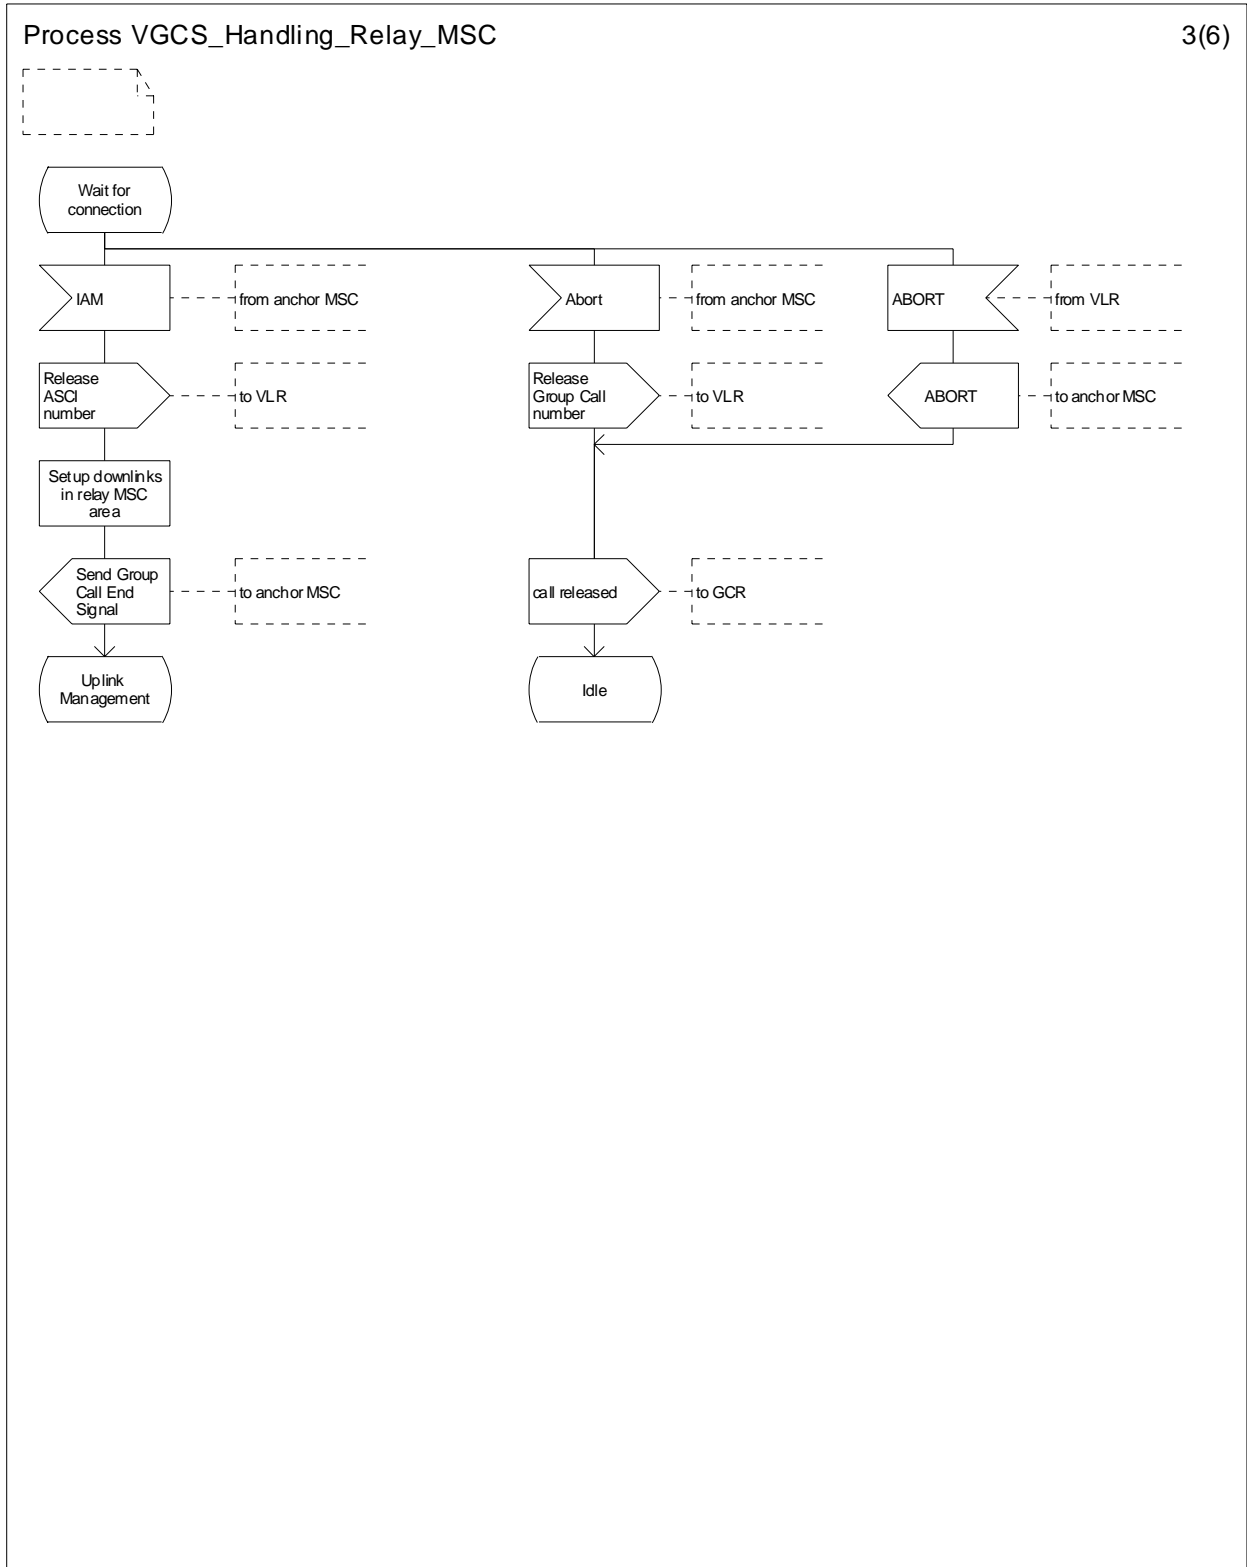 Process VGCS_Handling_Relay_MSC
3(6)
Wait for
connection
IAM
from anchor MSC
Abort
from anchor MSC
ABORT
from VLR
Release
ASCI
number
to VLR
Release
Group Call
number
to VLR
ABORT
to anchor MSC
Setup downlinks
in relay MSC
area
Send Group
Call End
Signal
to anchor MSC
call released
to GCR
Uplink
Management
Idle